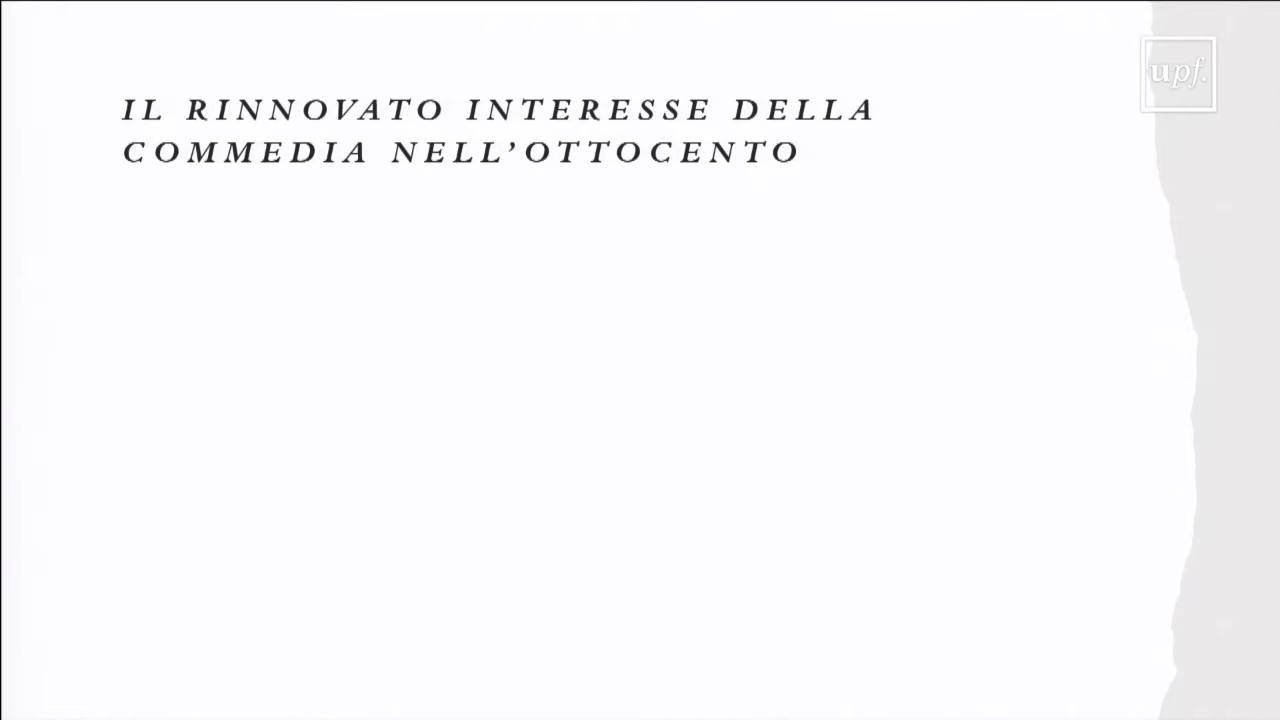 IL RINNOVATO INTERESSE DELLA
COMMEDIA NELL’OTTOCENTO
upf.